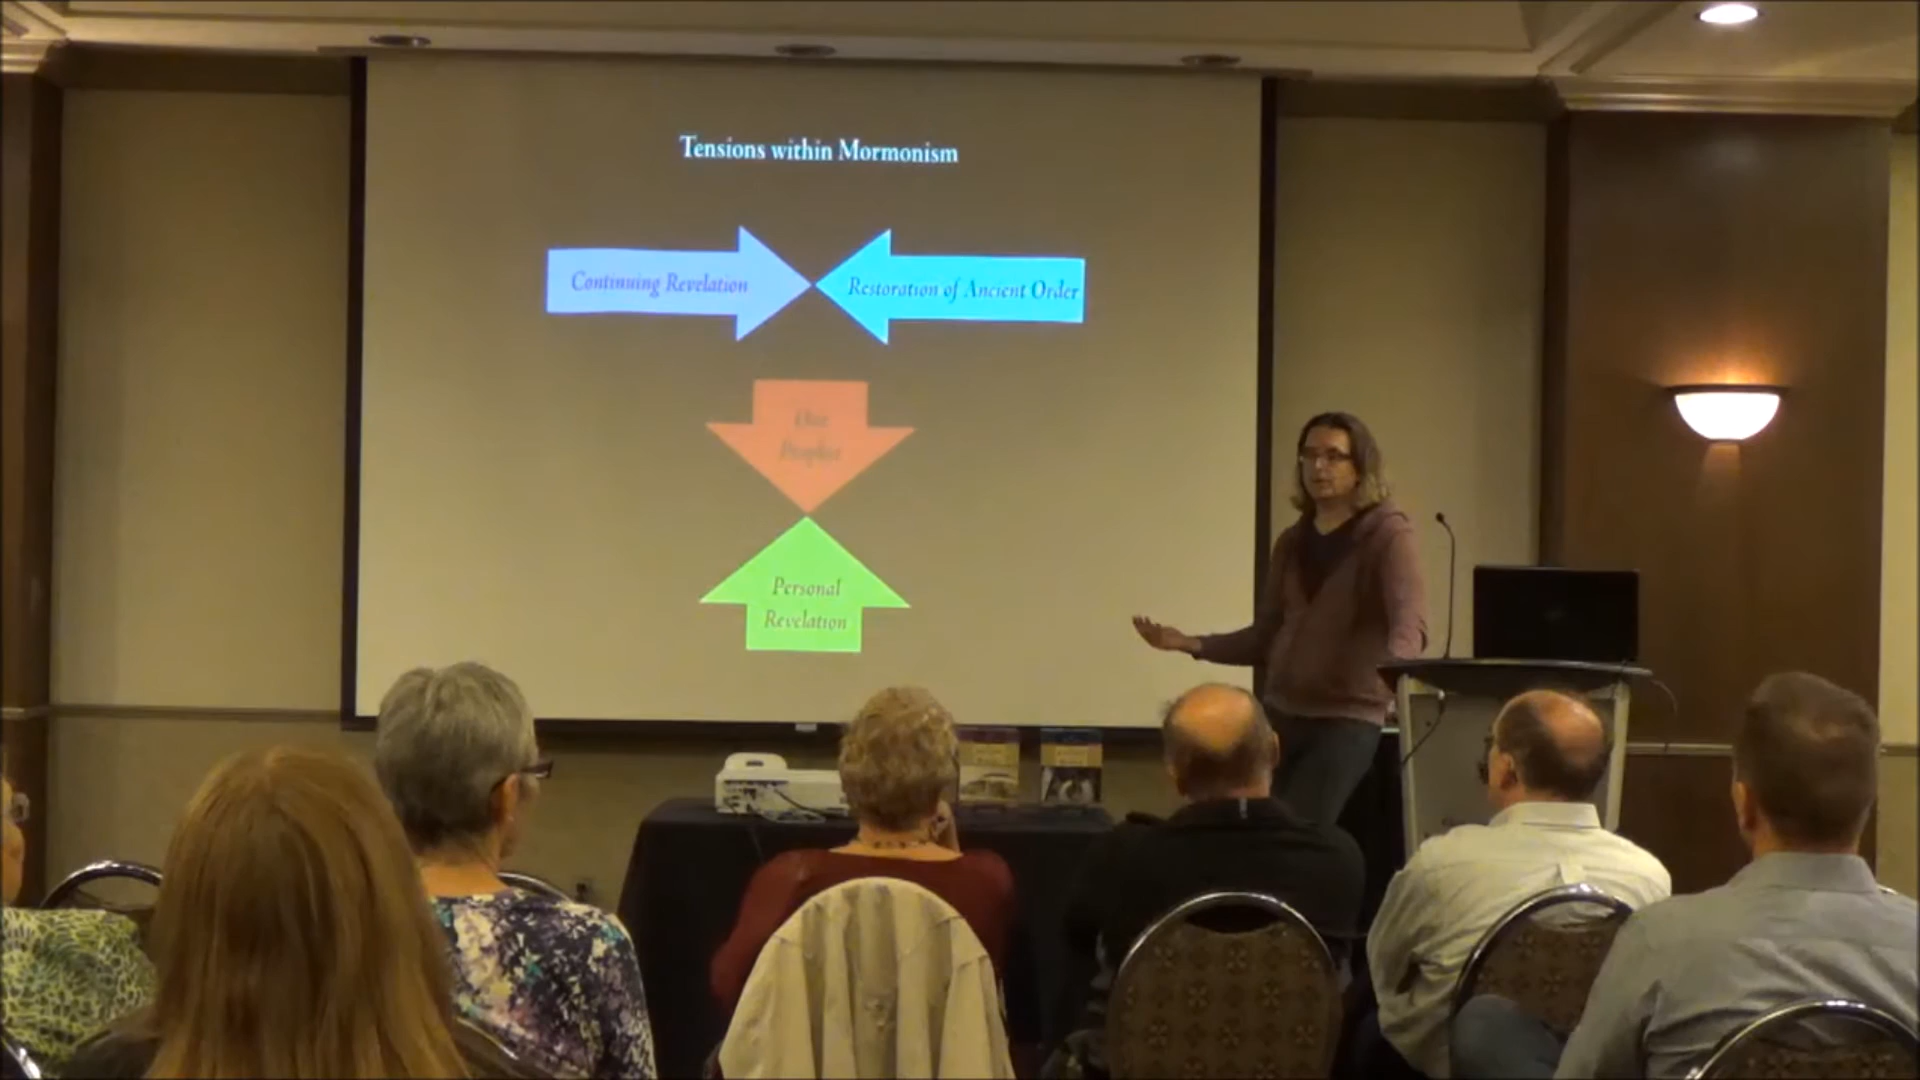 Tensions within Mormonism
Continuing Revelation
Restoration of Ancient Order
One
Prophet
Personal
Revelation